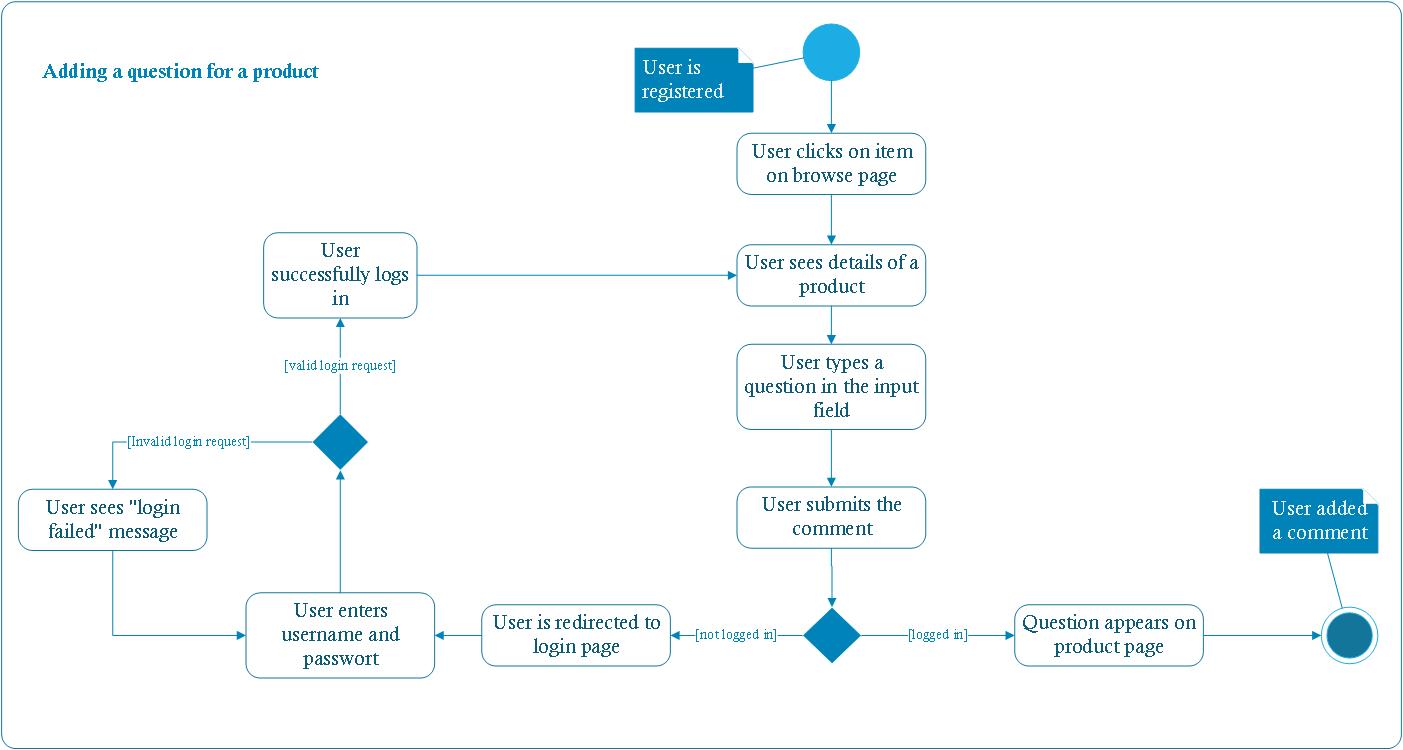 Adding a question for a product
User is
registered
User clicks on item
on browse page
User
successfully logs
in
User sees details of a
product
[valid login request]
User types a
question in the input
field
[Invalid login request]
User sees "login
failed" message
User submits the
comment
User added
a comment
User enters
username and
passwort
User is redirected to
login page
[not logged in]
[logged in]
Question appears on
product page